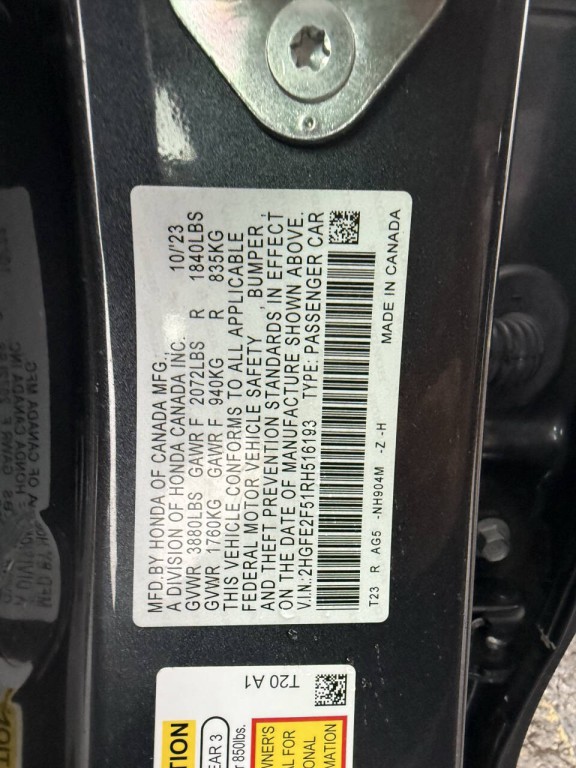 MFD.BY HONDA OF CANADA MFG.,
A DIVISION OF HONDA CANADA INC. 10/'23
GVWR 3880LBS GAWR F 2072LBS R 1840LBS
GVWR 1760KG GAWR F 940KG R 835KG
THIS VEHICLE CONFORMS TO ALL APPLICABLE
FEDERAL MOTOR VEHICLE SAFETY , BUMPER ,
AND THEFT PREVENTION STANDARDS IN EFFECT
ON THE DATE OF MANUFACTURE SHOWN ABOVE.
V.I.N.:2HGFE2F51RH516193 TYPE: PASSENGER CAR
T23 R AG5 -NH904M -Z -H MADE IN CANADA
T20 A1
EAR 3
850lbs.